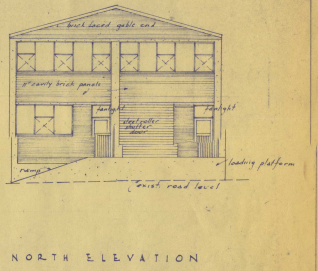 brick faced gable end
cavity brick panels
fanlight
fanlight
steel roller
shutter
door
ramp
loading platform
exist. road level
NORTH ELEVATION